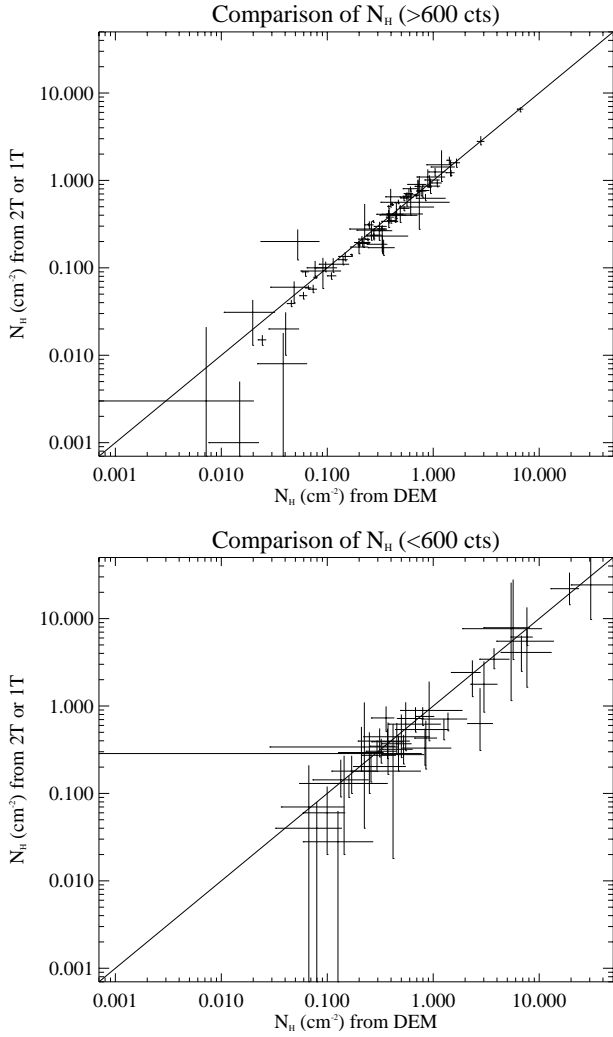 Comparison of N_H (>600 cts)
10.000
1.000
0.100
0.010
0.001
N_H (cm^-2) from 2T or 1T
0.001 0.010 0.100 1.000 10.000
N_H (cm^-2) from DEM
Comparison of N_H (<600 cts)
10.000
1.000
0.100
0.010
0.001
N_H (cm^-2) from 2T or 1T
0.001 0.010 0.100 1.000 10.000
N_H (cm^-2) from DEM